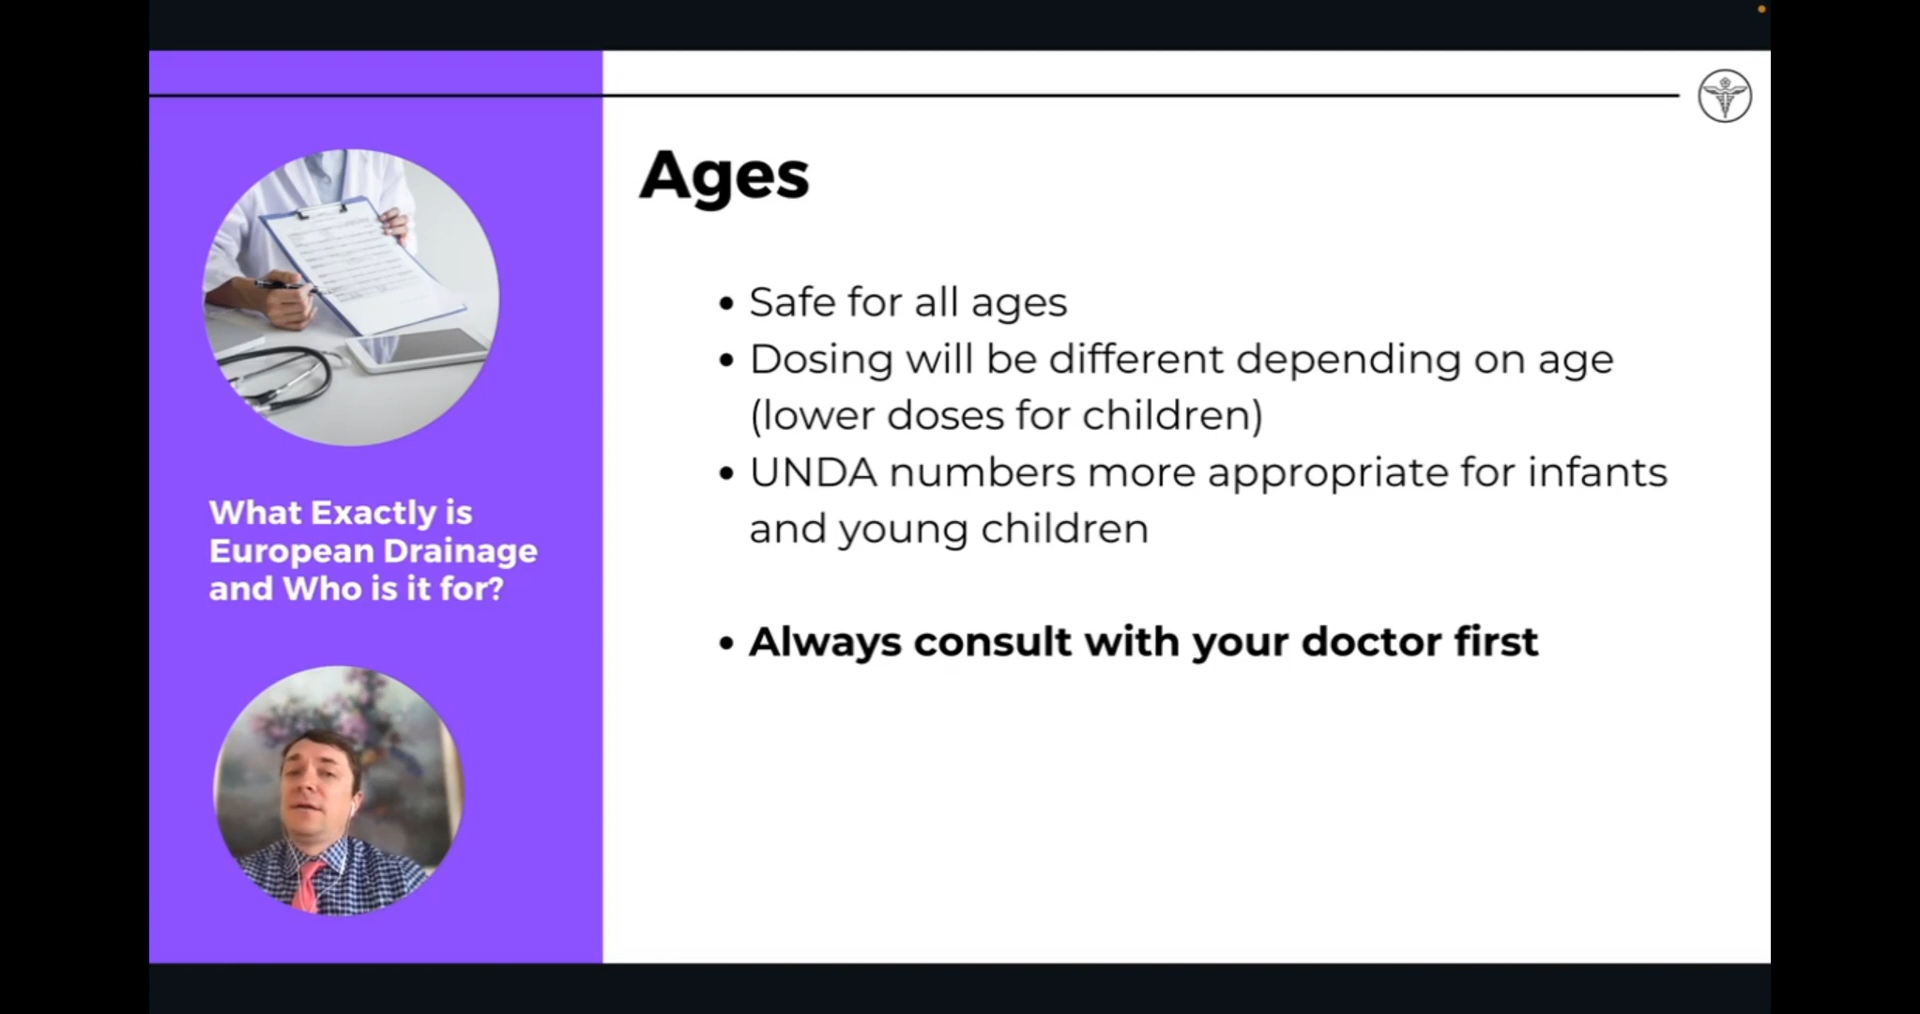 What Exactly is
European Drainage
and Who is it for?
Ages
• Safe for all ages
• Dosing will be different depending on age
(lower doses for children)
• UNDA numbers more appropriate for infants
and young children
• Always consult with your doctor first